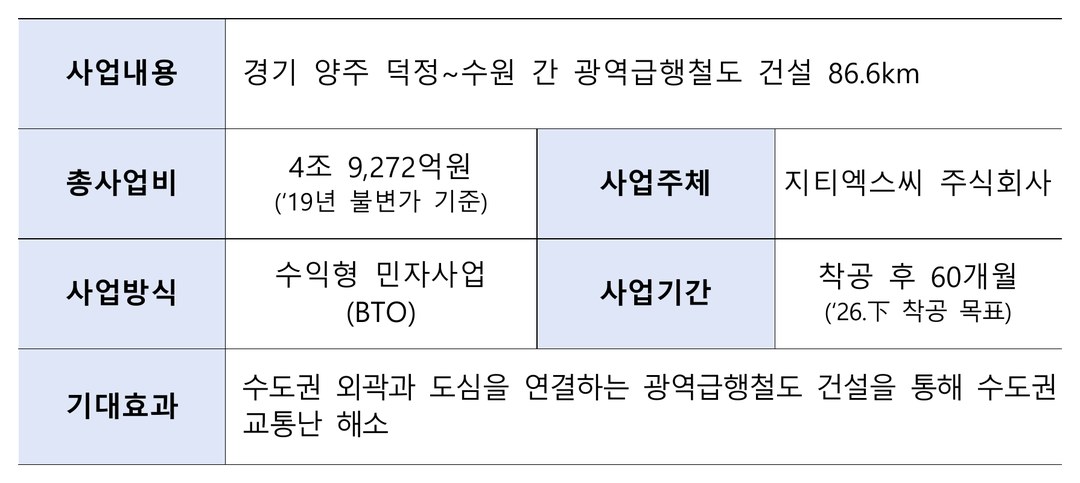 사업내용
경기 양주 덕정~수원 간 광역급행철도 건설 86.6km
총사업비
4조 9,272억원
(‘19년 불변가 기준)
사업주체
지티엑스씨 주식회사
사업방식
수익형 민자사업
(BTO)
사업기간
착공 후 60개월
(‘26.下 착공 목표)
기대효과
수도권 외곽과 도심을 연결하는 광역급행철도 건설을 통해 수도권
교통난 해소